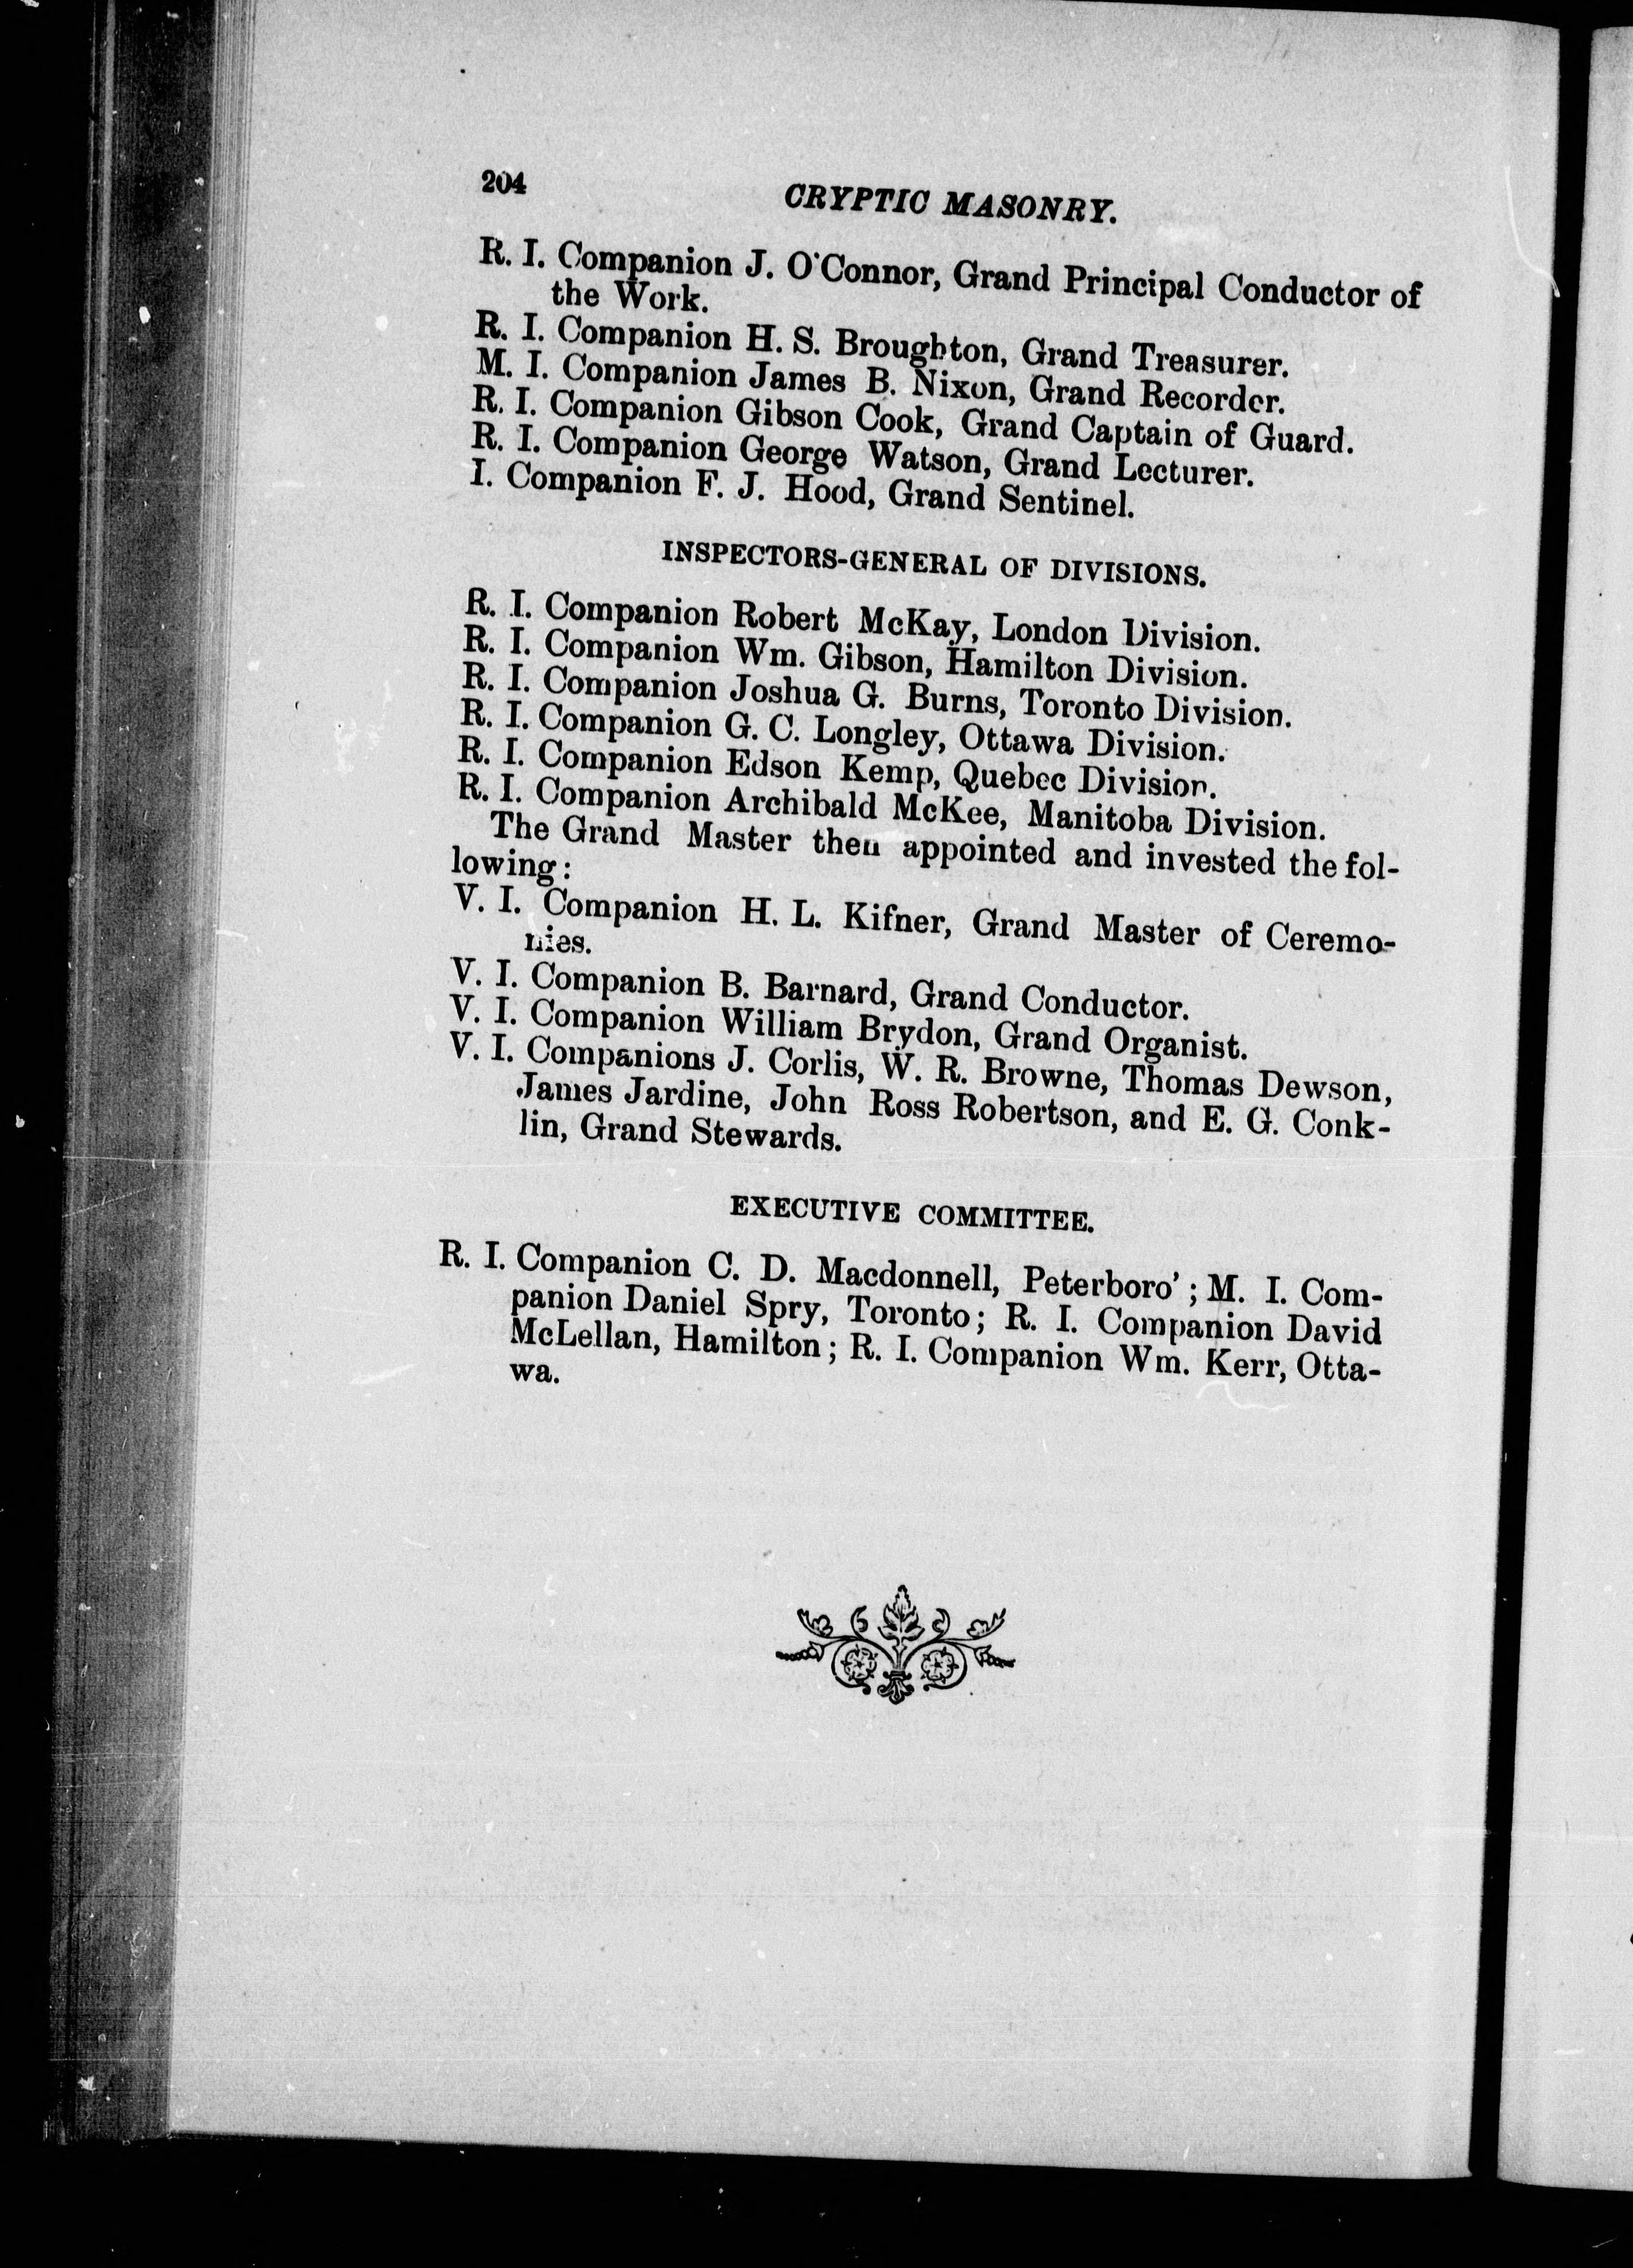 204
CRYPTIC MASONRY.
R. I. Companion J. O'Connor, Grand Principal Conductor of
the Work.
R. I. Companion H. S. Broughton, Grand Treasurer.
M. I. Companion James B. Nixon, Grand Recorder.
R. I. Companion Gibson Cook, Grand Captain of Guard.
R. I. Companion George Watson, Grand Lecturer.
I. Companion F. J. Hood, Grand Sentinel.
INSPECTORS-GENERAL OF DIVISIONS.
R. I. Companion Robert McKay, London Division.
R. I. Companion Wm. Gibson, Hamilton Division.
R. I. Companion Joshua G. Burns, Toronto Division.
R. I. Companion G. C. Longley, Ottawa Division.
R. I. Companion Edson Kemp, Quebec Division.
R. I. Companion Archibald McKee, Manitoba Division.
The Grand Master then appointed and invested the fol-
lowing:
V. I. Companion H. L. Kifner, Grand Master of Ceremo-
nies.
V. I. Companion B. Barnard, Grand Conductor.
V. I. Companion William Brydon, Grand Organist.
V. I. Companions J. Corlis, W. R. Browne, Thomas Dewson,
James Jardine, John Ross Robertson, and E. G. Conk-
lin, Grand Stewards.
EXECUTIVE COMMITTEE.
R. I. Companion C. D. Macdonnell, Peterboro'; M. I. Com-
panion Daniel Spry, Toronto; R. I. Companion David
McLellan, Hamilton; R. I. Companion Wm. Kerr, Otta-
wa.